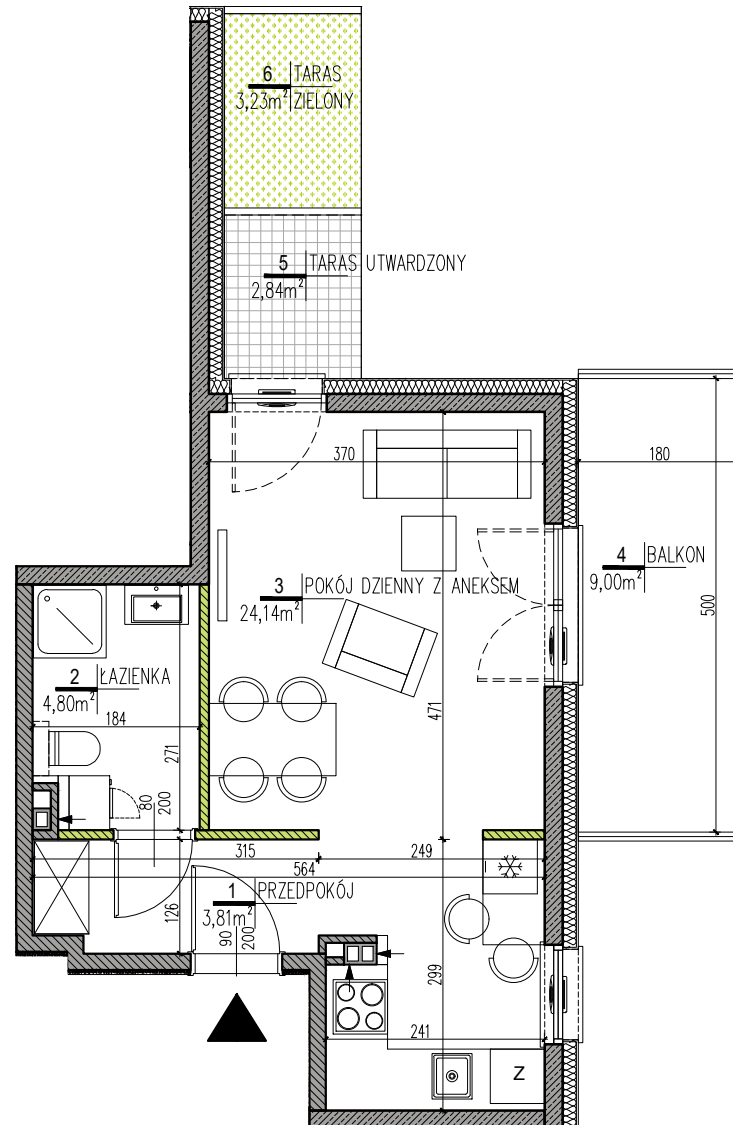 6 TARAS
3,23m² ZIELONY
5 TARAS UTWARDZONY
2,84m²
370
180
4 BALKON
9,00m²
3 POKÓJ DZIENNY Z ANEKSEM
24,14m²
500
2 ŁAZIENKA
4,80m²
184
271
471
80
200
315
249
564
1 PRZEDPOKÓJ
3,81m²
126
90
200
299
241
Z